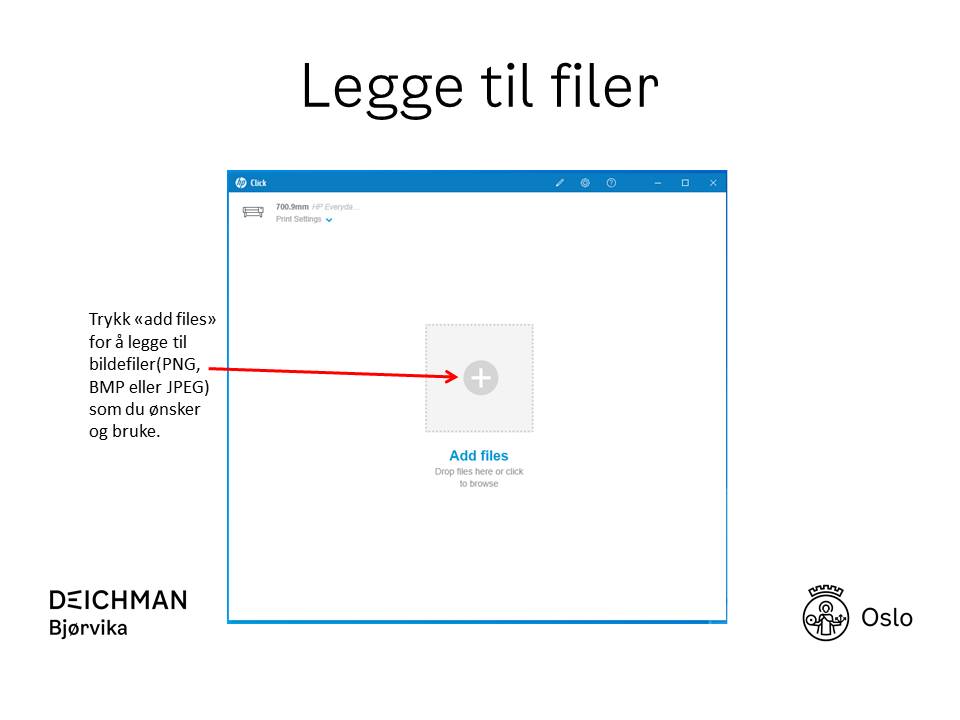 Legge til filer
Click
700.9mm HP Everyda...
Print Settings
Trykk «add files»
for å legge til
bildefiler(PNG,
BMP eller JPEG)
som du ønsker
og bruke.
Add files
Drop files here or click
to browse
DEICHMAN
Bjørvika
Oslo